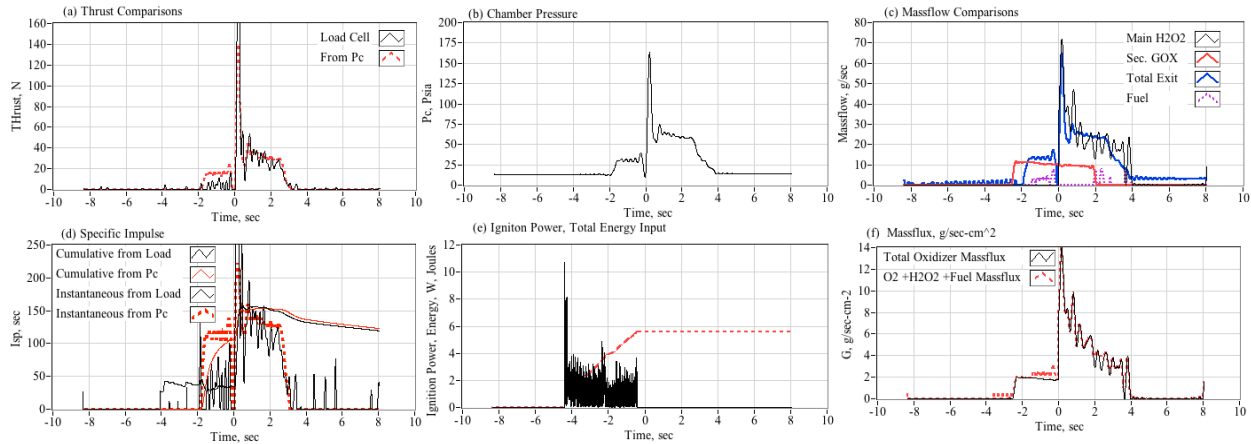 (a) Thrust Comparisons
160
140
120
100
80
60
40
20
0
THrust, N
Load Cell
From Pc
-10 -8 -6 -4 -2 0 2 4 6 8 10
Time, sec
(b) Chamber Pressure
200
175
150
125
100
75
50
25
0
Pc, Psia
-10 -8 -6 -4 -2 0 2 4 6 8 10
Time, sec
(c) Massflow Comparisons
80
70
60
50
40
30
20
10
0
Massflow, g/sec
Main H2O2
Sec. GOX
Total Exit
Fuel
-10 -8 -6 -4 -2 0 2 4 6 8 10
Time, sec
(d) Specific Impulse
250
200
150
100
50
0
Isp, sec
Cumulative from Load
Cumulative from Pc
Instantaneous from Load
Instantaneous from Pc
-10 -8 -6 -4 -2 0 2 4 6 8 10
Time, sec
(e) Igniton Power, Total Energy Input
12
10
8
6
4
2
0
Igniton Power, Energy, W, Joules
-10 -8 -6 -4 -2 0 2 4 6 8 10
Time, sec
(f) Massflux, g/sec-cm^2
14
12
10
8
6
4
2
0
G, g/sec-cm-2
Total Oxidizer Massflux
O2 +H2O2 +Fuel Massflux
-10 -8 -6 -4 -2 0 2 4 6 8 10
Time, sec